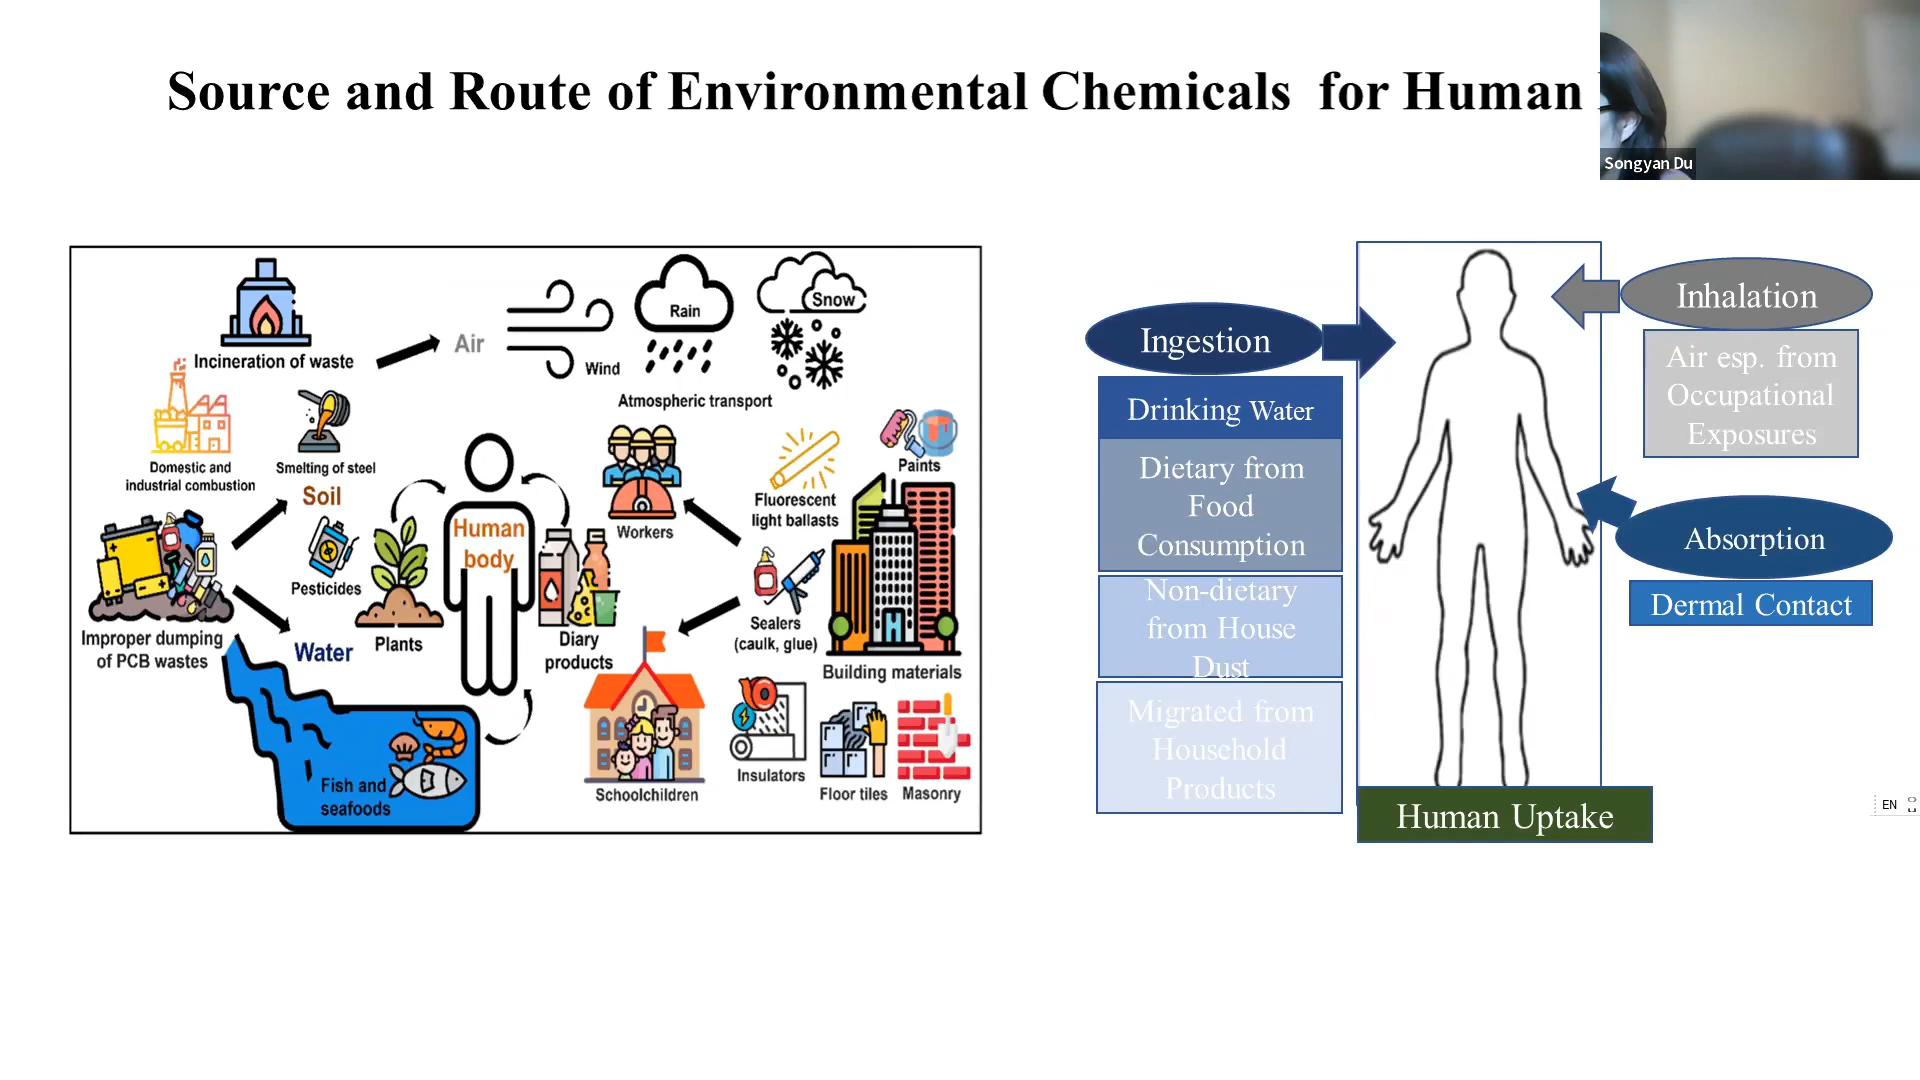 Source and Route of Environmental Chemicals for Human
Songyan Du
Incineration of waste
Air
Wind
Rain
Snow
Atmospheric transport
Domestic and
industrial combustion
Smelting of steel
Soil
Pesticides
Plants
Improper dumping
of PCB wastes
Water
Fish and
seafoods
Human
body
Diary
products
Workers
Fluorescent
light ballasts
Paints
Sealers
(caulk, glue)
Building materials
Schoolchildren
Insulators
Floor tiles
Masonry
Ingestion
Drinking Water
Dietary from
Food
Consumption
Non-dietary
from House
Dust
Migrated from
Household
Products
Inhalation
Air esp. from
Occupational
Exposures
Absorption
Dermal Contact
Human Uptake
EN